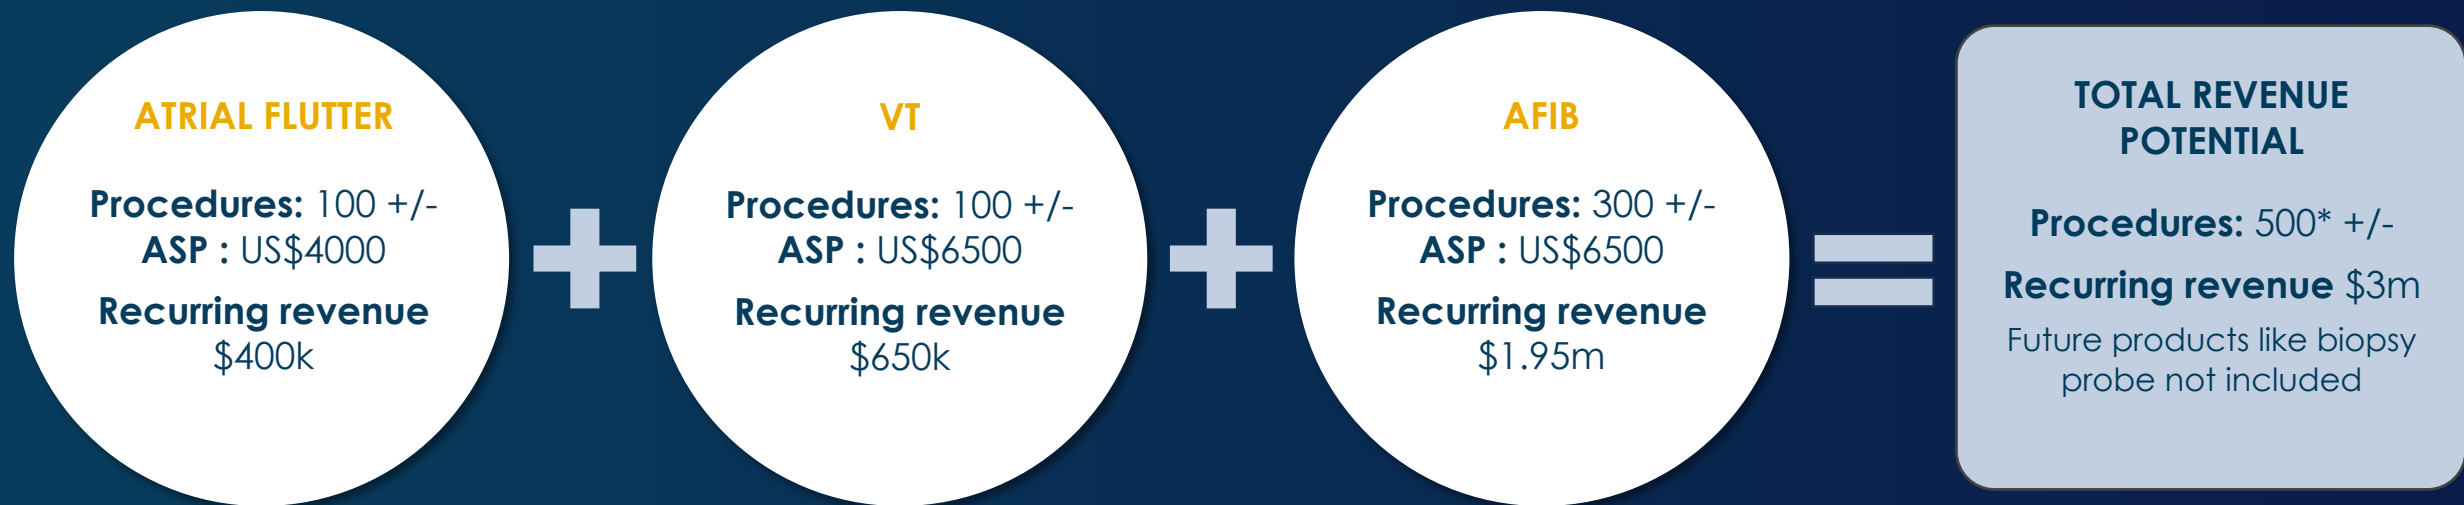 ATRIAL FLUTTER
Procedures: 100 +/-
ASP : US$4000
Recurring revenue
$400k
VT
Procedures: 100 +/-
ASP : US$6500
Recurring revenue
$650k
AFIB
Procedures: 300 +/-
ASP : US$6500
Recurring revenue
$1.95m
TOTAL REVENUE
POTENTIAL
Procedures: 500* +/-
Recurring revenue $3m
Future products like biopsy
probe not included